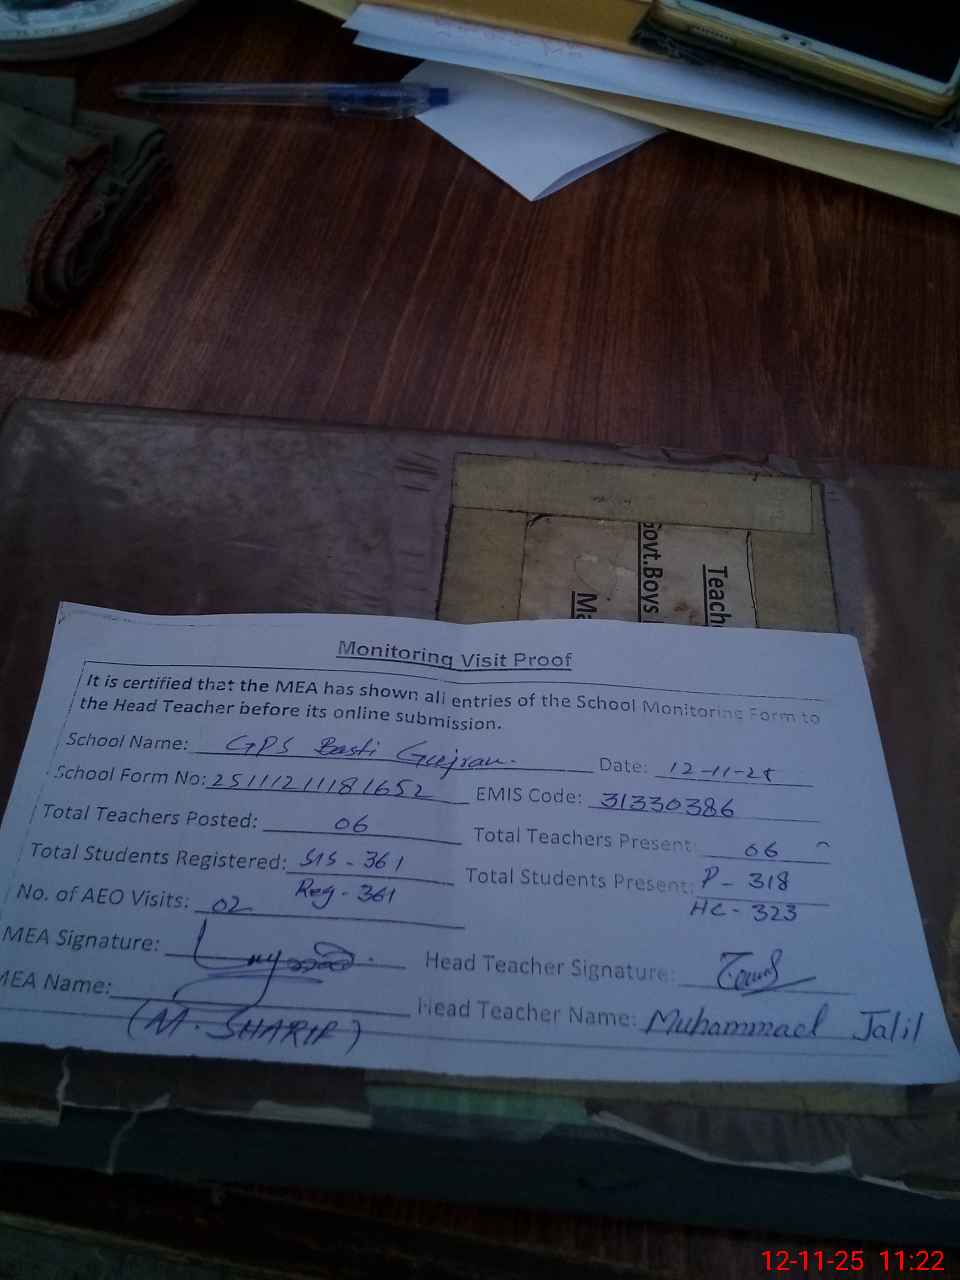 Teach
Govt.Boys
Ma
Monitoring Visit Proof
It is certified that the MEA has shown all entries of the School Monitoring Form to
the Head Teacher before its online submission.
School Name: GPS Basti Gujran. Date: 12-11-25
School Form No: 25111211181652 EMIS Code: 31330386
Total Teachers Posted: 06 Total Teachers Present: 06
Total Students Registered: SIS - 361 Total Students Present: P - 318
Reg - 361 HC - 323
No. of AEO Visits: 02
MEA Signature: Head Teacher Signature:
MEA Name: Head Teacher Name: Muhammad Jalil
(M. SHARIF)
12-11-25 11:22